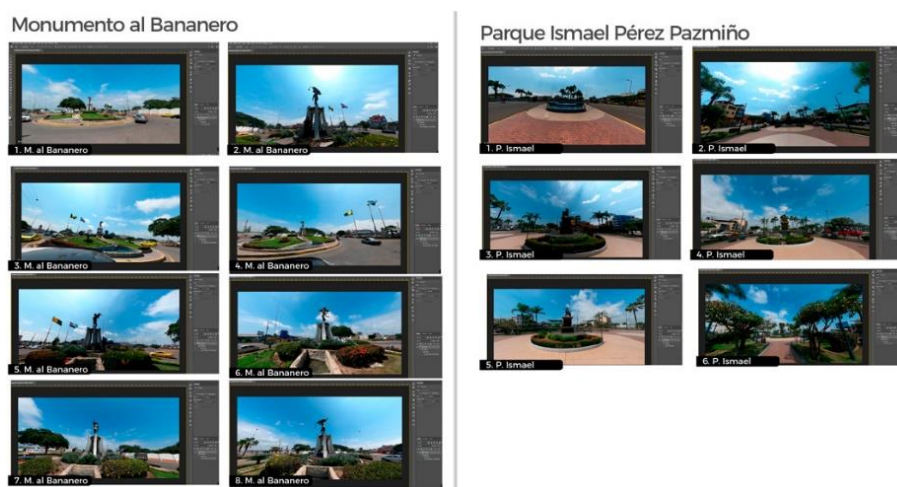 Monumento al Bananero
1. M. al Bananero
2. M. al Bananero
3. M. al Bananero
4. M. al Bananero
5. M. al Bananero
6. M. al Bananero
7. M. al Bananero
8. M. al Bananero
Parque Ismael Pérez Pazmiño
1. P. Ismael
2. P. Ismael
3. P. Ismael
4. P. Ismael
5. P. Ismael
6. P. Ismael